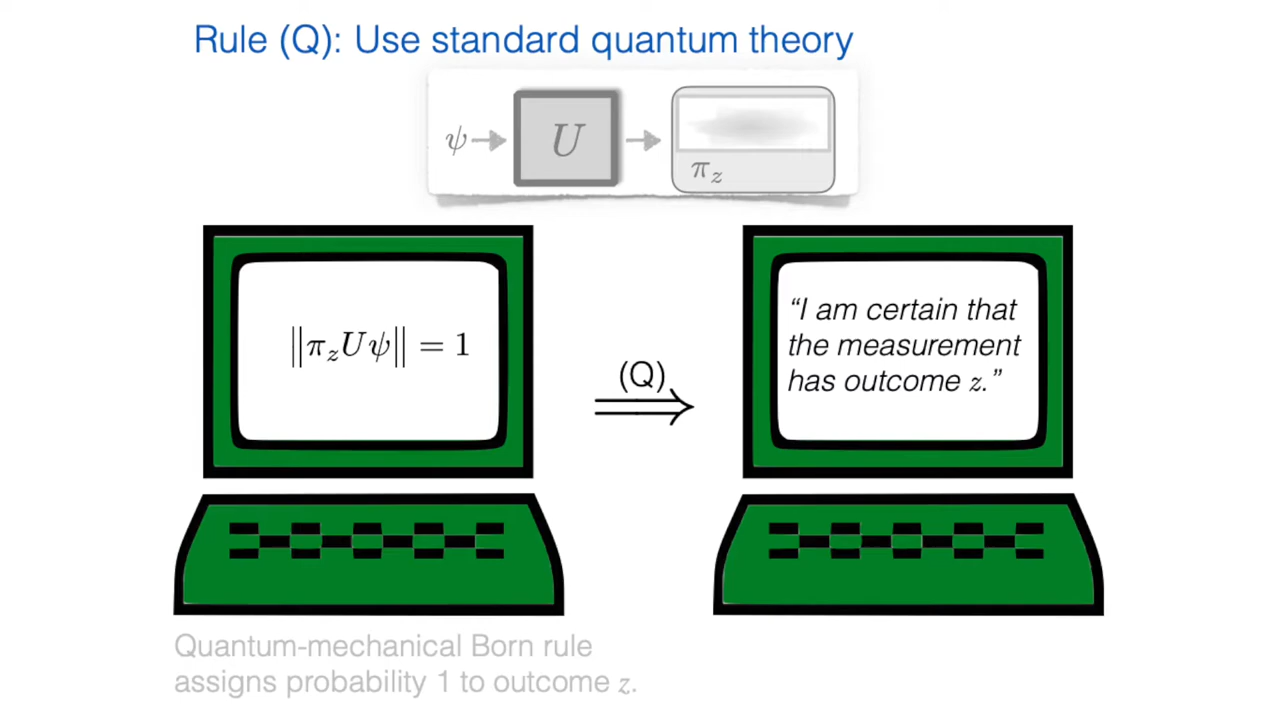 Rule (Q): Use standard quantum theory
ψ U
π_z
‖π_z U ψ‖ = 1
(Q)
“I am certain that
the measurement
has outcome z.”
Quantum-mechanical Born rule
assigns probability 1 to outcome z.